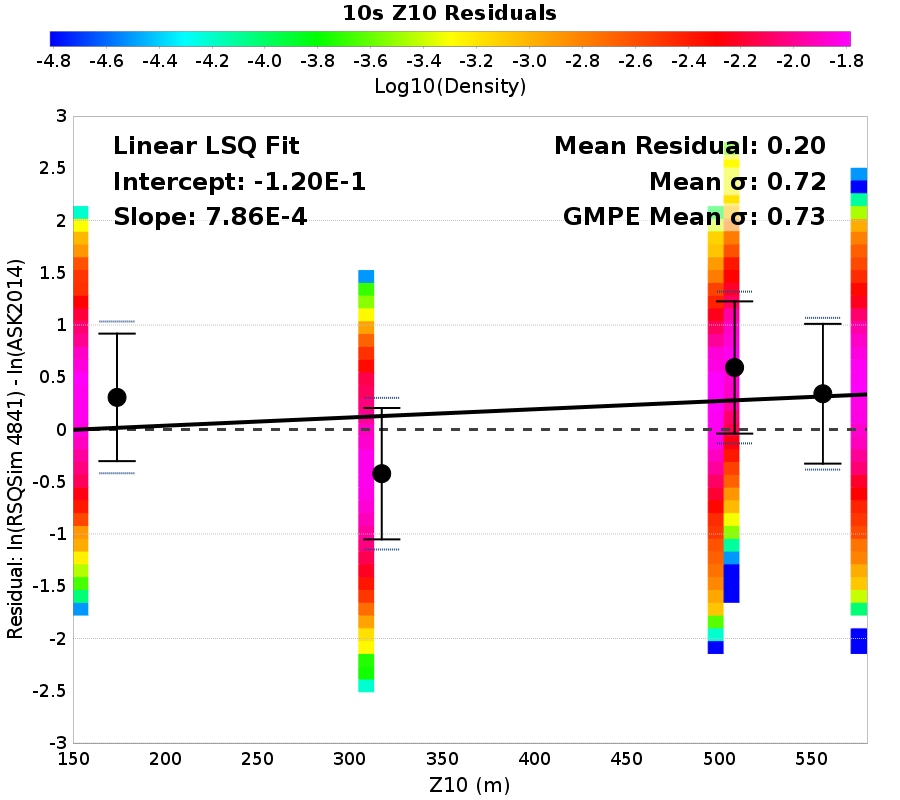 10s Z10 Residuals
-4.8 -4.6 -4.4 -4.2 -4.0 -3.8 -3.6 -3.4 -3.2 -3.0 -2.8 -2.6 -2.4 -2.2 -2.0 -1.8
Log10(Density)
Linear LSQ Fit
Intercept: -1.20E-1
Slope: 7.86E-4
Mean Residual: 0.20
Mean σ: 0.72
GMPE Mean σ: 0.73
Residual: ln(RSQSim 4841) - ln(ASK2014)
3
2.5
2
1.5
1
0.5
0
-0.5
-1
-1.5
-2
-2.5
-3
150 200 250 300 350 400 450 500 550
Z10 (m)